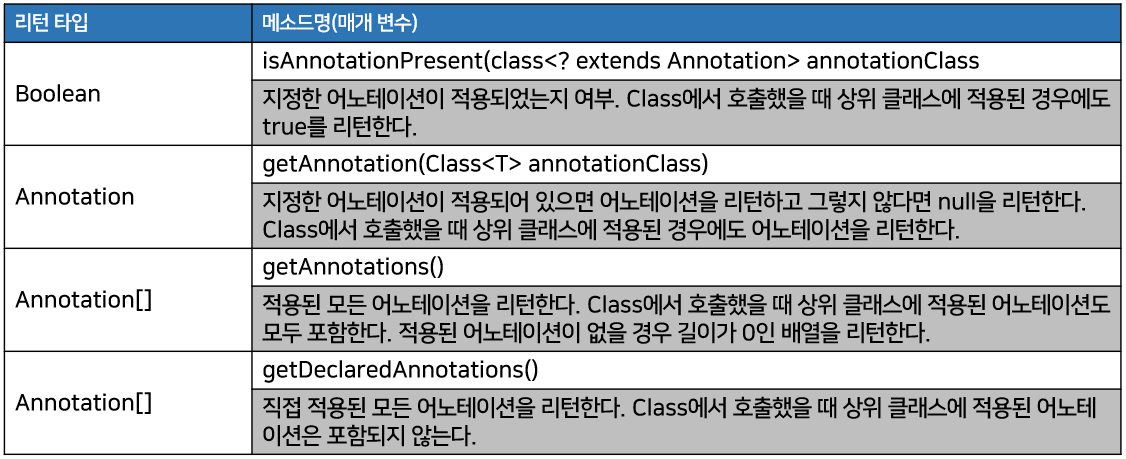 리턴 타입
메소드명(매개 변수)
Boolean
isAnnotationPresent(class<? extends Annotation> annotationClass
지정한 어노테이션이 적용되었는지 여부. Class에서 호출했을 때 상위 클래스에 적용된 경우에도
true를 리턴한다.
Annotation
getAnnotation(Class<T> annotationClass)
지정한 어노테이션이 적용되어 있으면 어노테이션을 리턴하고 그렇지 않다면 null을 리턴한다.
Class에서 호출했을 때 상위 클래스에 적용된 경우에도 어노테이션을 리턴한다.
Annotation[]
getAnnotations()
적용된 모든 어노테이션을 리턴한다. Class에서 호출했을 때 상위 클래스에 적용된 어노테이션도
모두 포함한다. 적용된 어노테이션이 없을 경우 길이가 0인 배열을 리턴한다.
Annotation[]
getDeclaredAnnotations()
직접 적용된 모든 어노테이션을 리턴한다. Class에서 호출했을 때 상위 클래스에 적용된 어노테
이션은 포함되지 않는다.